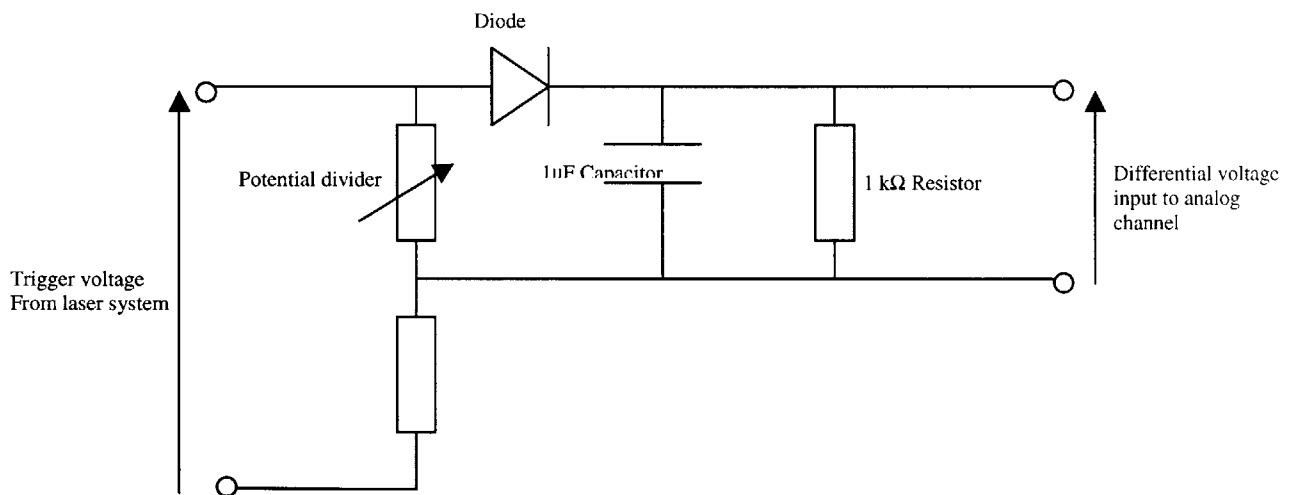 Diode
Potential divider
1uF Capacitor
1 kΩ Resistor
Differential voltage
input to analog
channel
Trigger voltage
From laser system